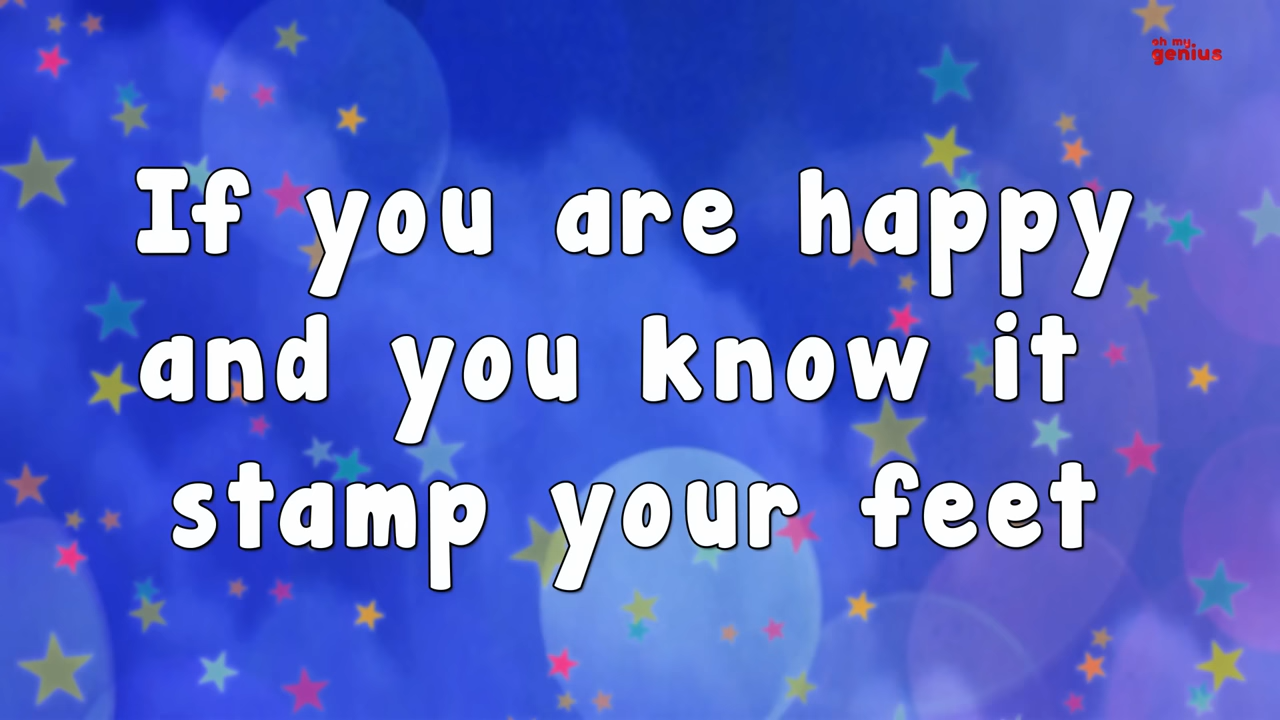 oh my
genius
If you are happy
and you know it
stamp your feet